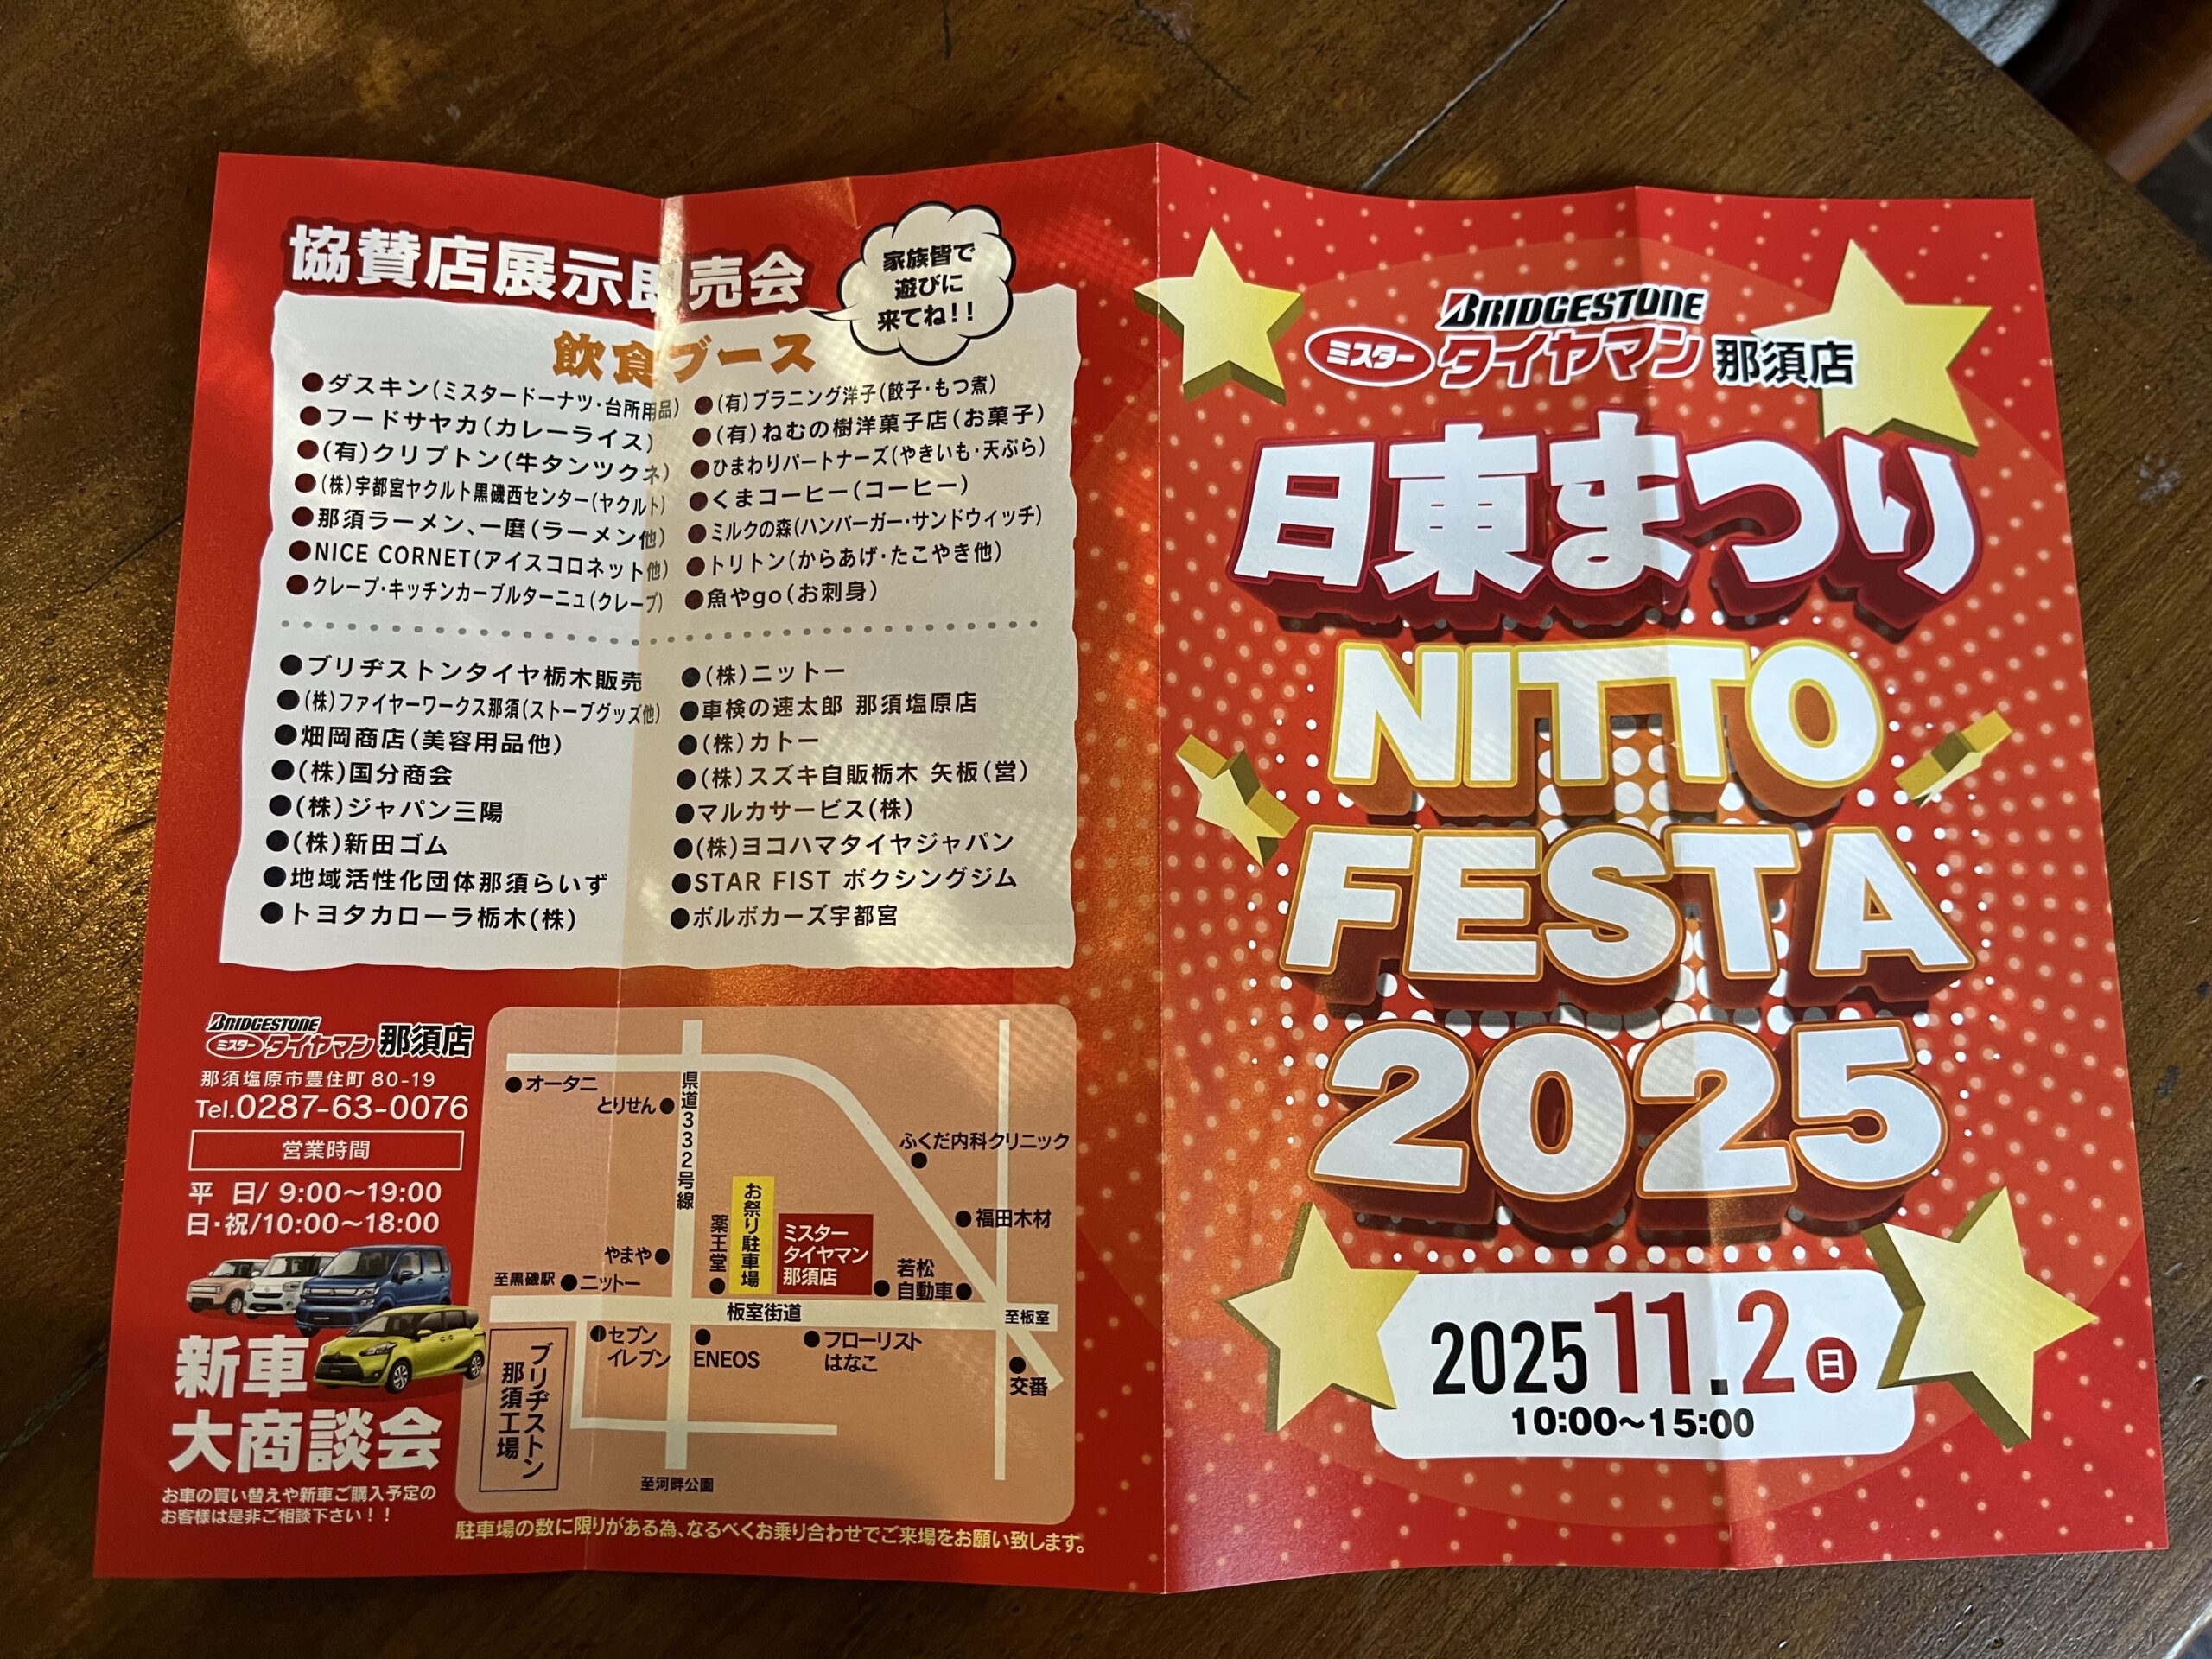 協賛店展示即売会
家族皆で
遊びに
来てね!!
飲食ブース
●ダスキン(ミスタードーナツ・台所用品)
●フードサヤカ(カレーライス)
●(有)クリプトン(牛タンツクネ)
●(株)宇都宮ヤクルト黒磯西センター(ヤクルト)
●那須ラーメン、一磨(ラーメン他)
●NICE CORNET(アイスコロネット他)
●クレープ・キッチンカーブルターニュ(クレープ)
●(有)プラニング洋子(餃子・もつ煮)
●(有)ねむの樹洋菓子店(お菓子)
●ひまわりパートナーズ(やきいも・天ぷら)
●くまコーヒー(コーヒー)
●ミルクの森(ハンバーガー・サンドウィッチ)
●トリトン(からあげ・たこやき他)
●魚やgo(お刺身)
●ブリヂストンタイヤ栃木販売
●(株)ファイヤーワークス那須(ストーブグッズ他)
●畑岡商店(美容用品他)
●(株)国分商会
●(株)ジャパン三陽
●(株)新田ゴム
●地域活性化団体那須らいず
●トヨタカローラ栃木(株)
●(株)ニットー
●車検の速太郎 那須塩原店
●(株)カトー
●(株)スズキ自販栃木 矢板(営)
●マルカサービス(株)
●(株)ヨコハマタイヤジャパン
●STAR FIST ボクシングジム
●ボルボカーズ宇都宮
BRIDGESTONE
ミスタータイヤマン 那須店
那須塩原市豊住町 80-19
Tel.0287-63-0076
営業時間
平 日/ 9:00~19:00
日・祝/10:00~18:00
新車
大商談会
お車の買い替えや新車ご購入予定の
お客様は是非ご相談下さい!!
●オータニ
とりせん●
県道332号線
ふくだ内科クリニック
●福田木材
お祭り駐車場
薬王堂
ミスター
タイヤマン
那須店
やまや●
至黒磯駅
●ニットー
若松
自動車●
板室街道
至板室
●セブン
イレブン
ENEOS
●フローリスト
はなこ
交番
ブリヂストン
那須工場
至河畔公園
駐車場の数に限りがある為、なるべくお乗り合わせでご来場をお願い致します。
BRIDGESTONE
ミスター タイヤマン 那須店
日東まつり
NITTO
FESTA
2025
2025 11.2 日
10:00~15:00